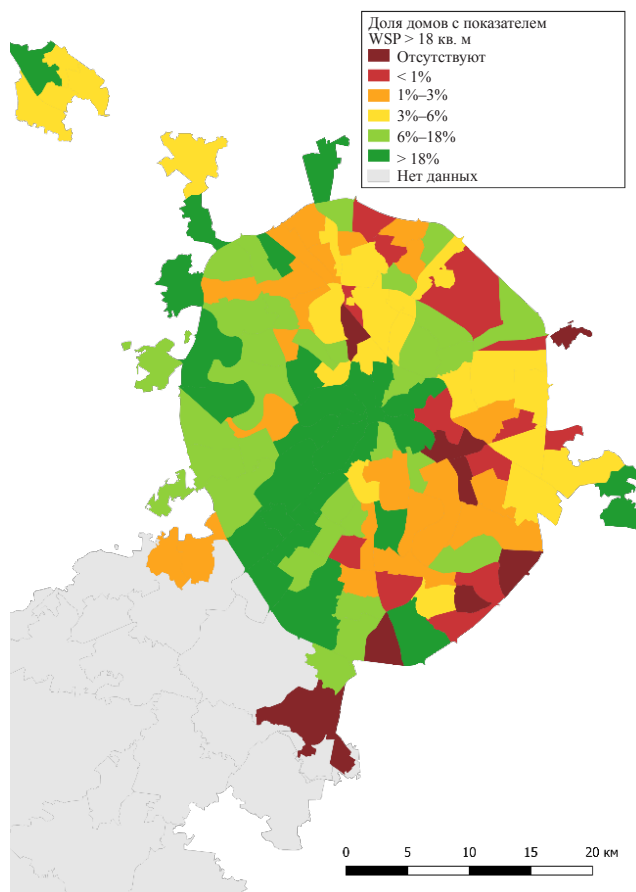 Доля домов с показателем
WSP > 18 кв. м
Отсутствуют
< 1%
1%–3%
3%–6%
6%–18%
> 18%
Нет данных
0 5 10 15 20 км